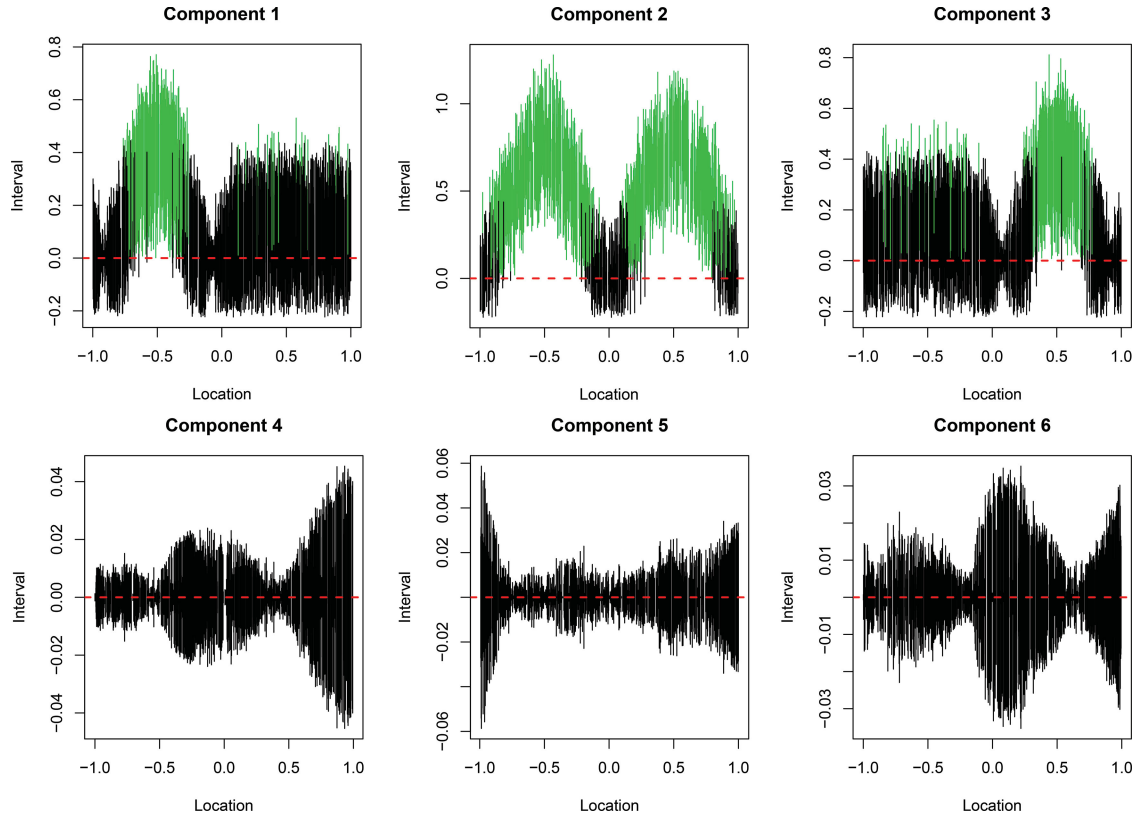 Component 1
Component 2
Component 3
Interval
−0.2 0.0 0.2 0.4 0.6 0.8
−1.0 −0.5 0.0 0.5 1.0
Location
Interval
0.0 0.5 1.0
−1.0 −0.5 0.0 0.5 1.0
Location
Interval
−0.2 0.0 0.2 0.4 0.6 0.8
−1.0 −0.5 0.0 0.5 1.0
Location
Component 4
Component 5
Component 6
Interval
−0.04 −0.02 0.00 0.02 0.04
−1.0 −0.5 0.0 0.5 1.0
Location
Interval
−0.06 −0.02 0.02 0.04 0.06
−1.0 −0.5 0.0 0.5 1.0
Location
Interval
−0.03 −0.01 0.01 0.03
−1.0 −0.5 0.0 0.5 1.0
Location